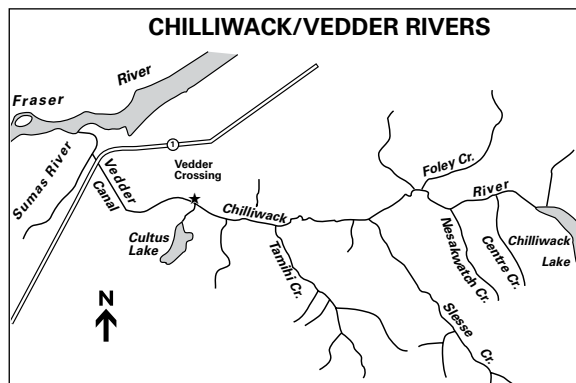 CHILLIWACK/VEDDER RIVERS
River
Fraser
1
Sumas River
Vedder
Canal
Vedder
Crossing
Foley Cr.
River
Chilliwack
Cultus
Lake
Tamihi Cr.
Nesakwatch Cr.
Centre Cr.
Chilliwack
Lake
Slesse
Cr.
N